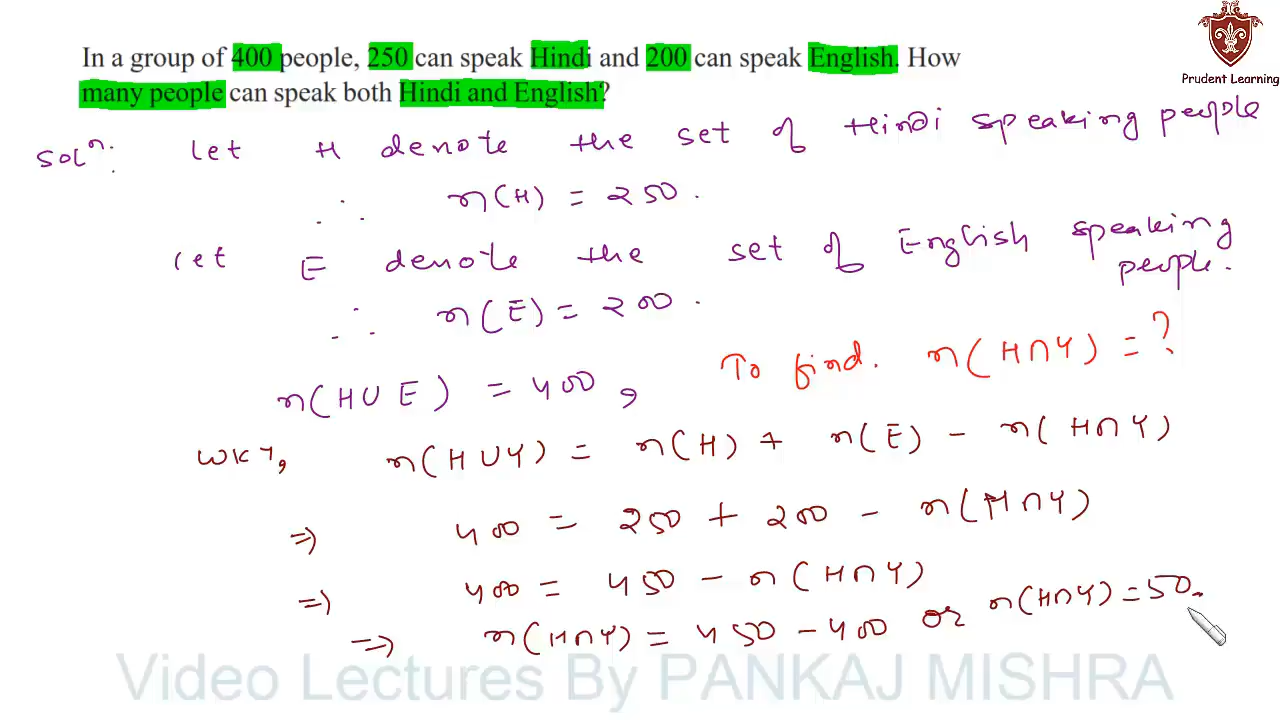 Prudent Learning
In a group of 400 people, 250 can speak Hindi and 200 can speak English. How
many people can speak both Hindi and English?
Solⁿ: Let H denote the set of Hindi speaking people
∴ n(H) = 250.
Let E denote the set of English speaking
people.
∴ n(E) = 200.
To find. n(H∩Y) = ?
n(H∪E) = 400,
WKT, n(H∪Y) = n(H) + n(E) − n(H∩Y)
⇒ 400 = 250 + 200 − n(H∩Y)
⇒ 400 = 450 − n(H∩Y)
⇒ n(H∩Y) = 450 − 400 or n(H∩Y) = 50.
Video Lectures By PANKAJ MISHRA